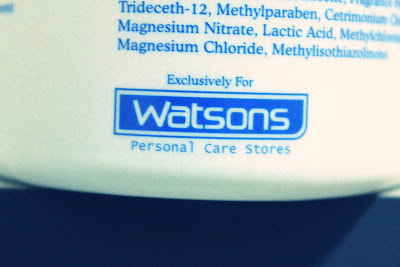 Trideceth-12, Methylparaben, Cetrimonium
Magnesium Nitrate, Lactic Acid,
Magnesium Chloride, Methylisothiazolinone
Exclusively For
Watsons
Personal Care Stores